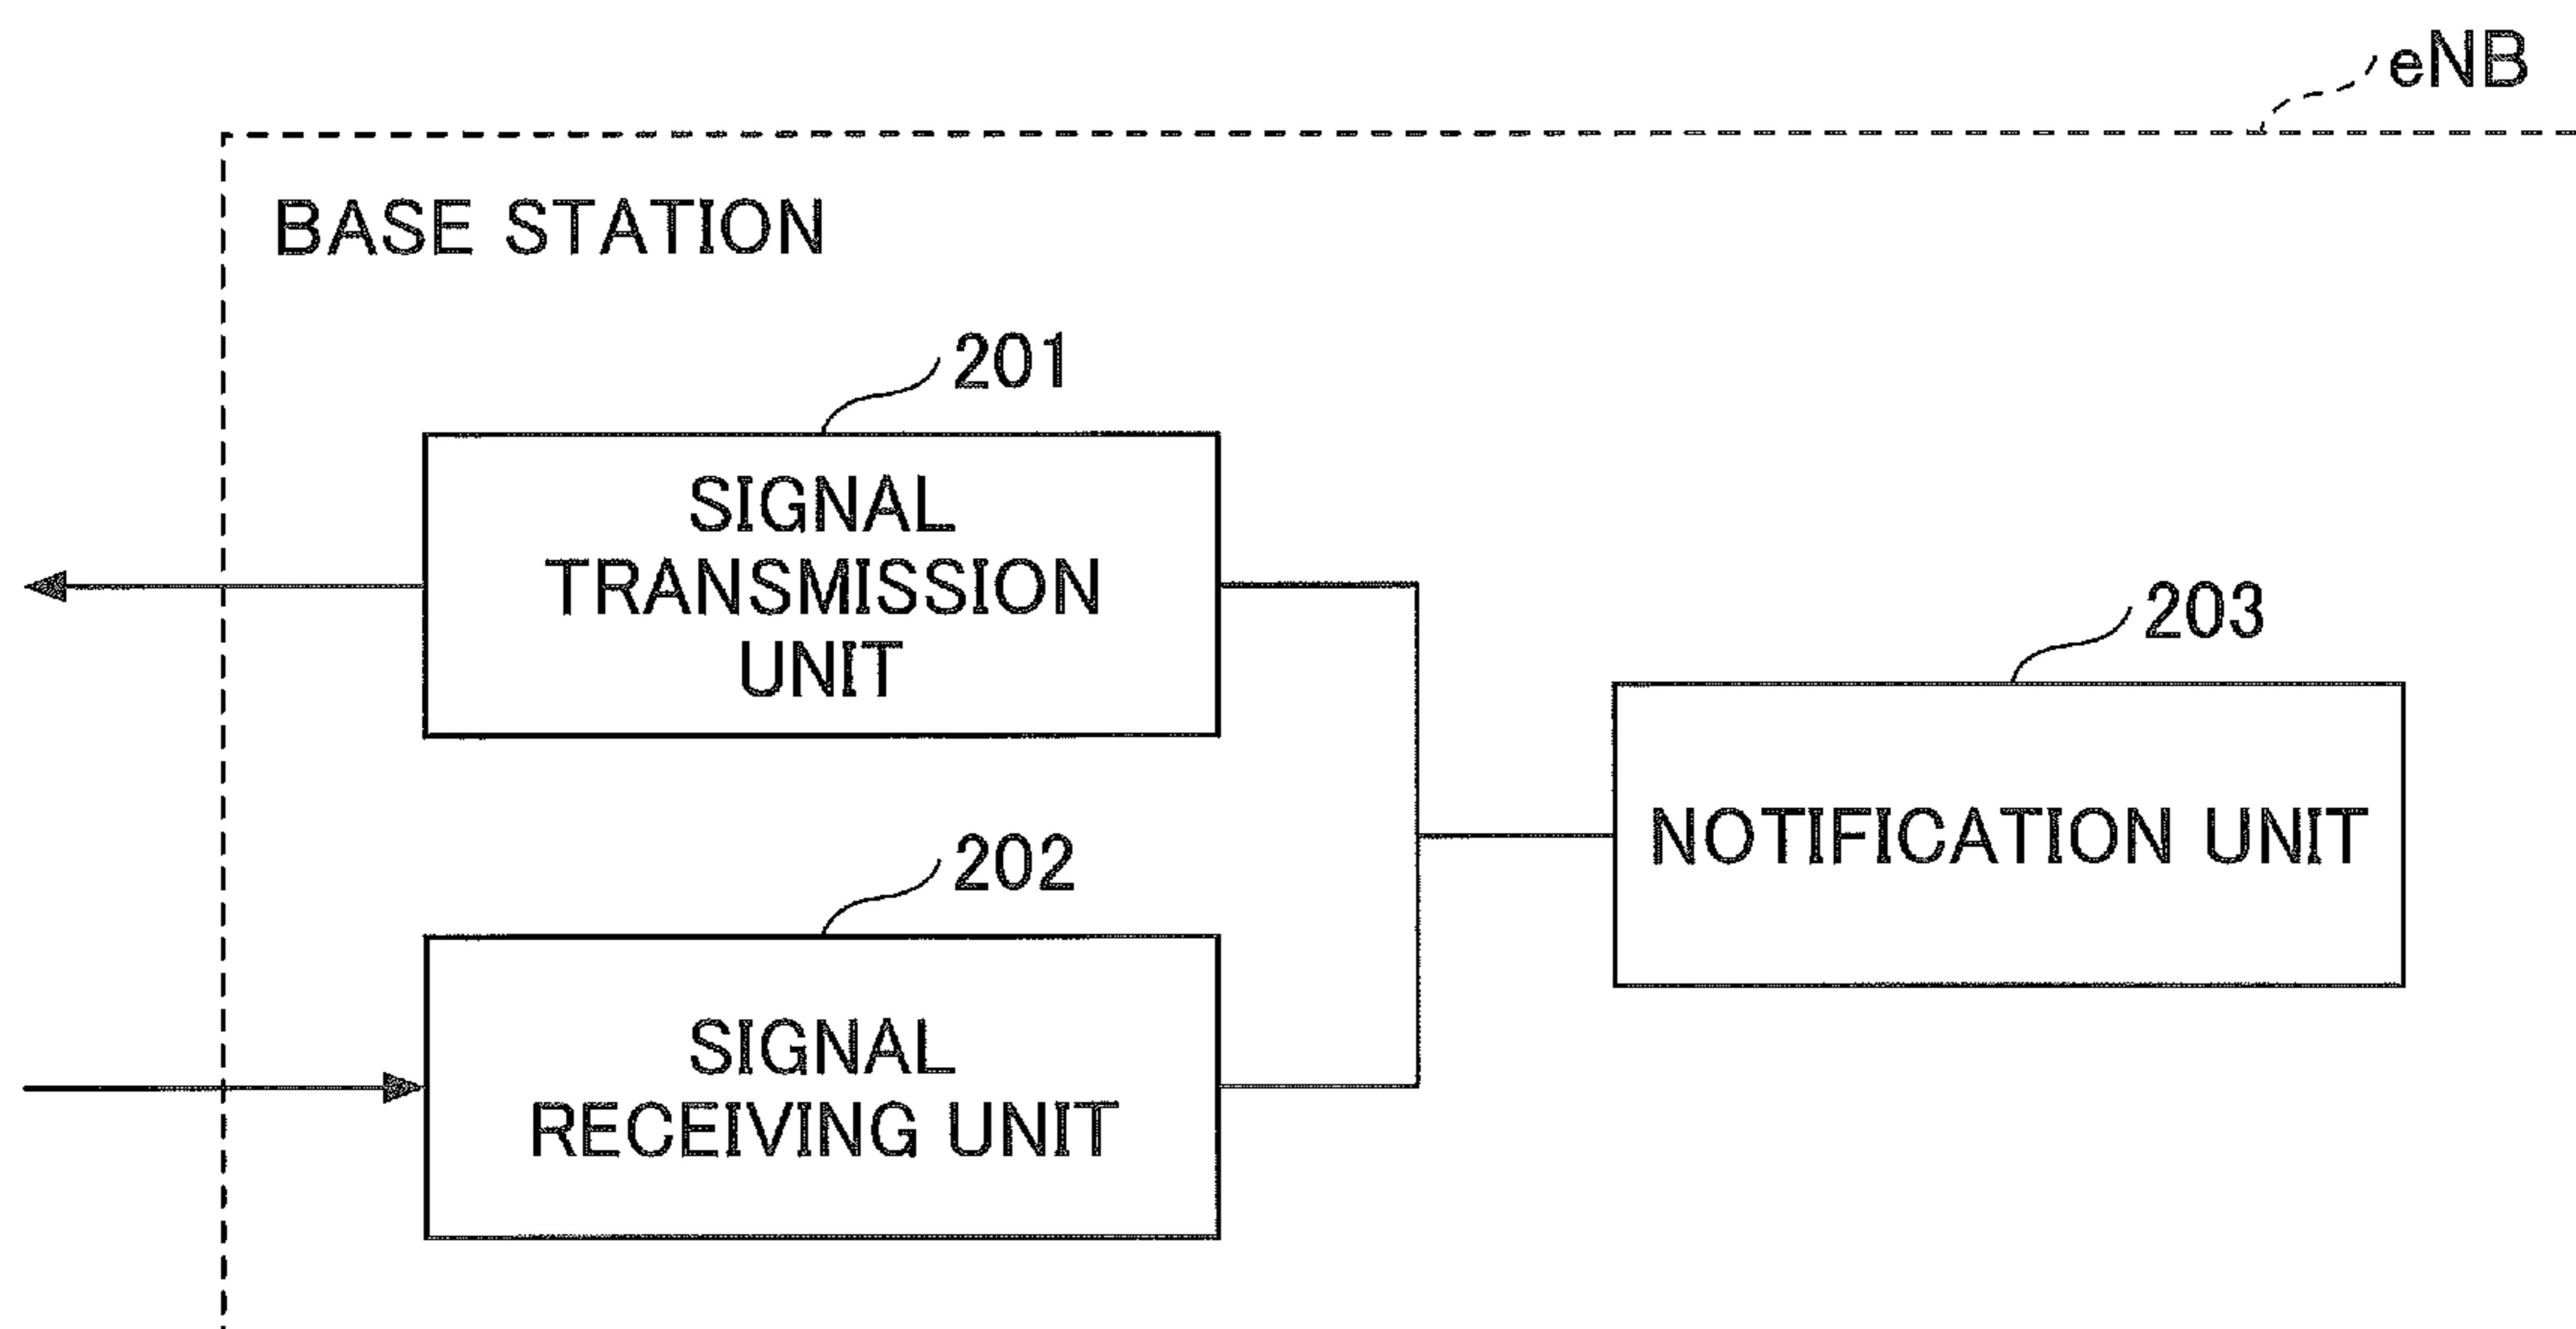 eNB
BASE STATION
201
SIGNAL
TRANSMISSION
UNIT
203
NOTIFICATION UNIT
202
SIGNAL
RECEIVING UNIT